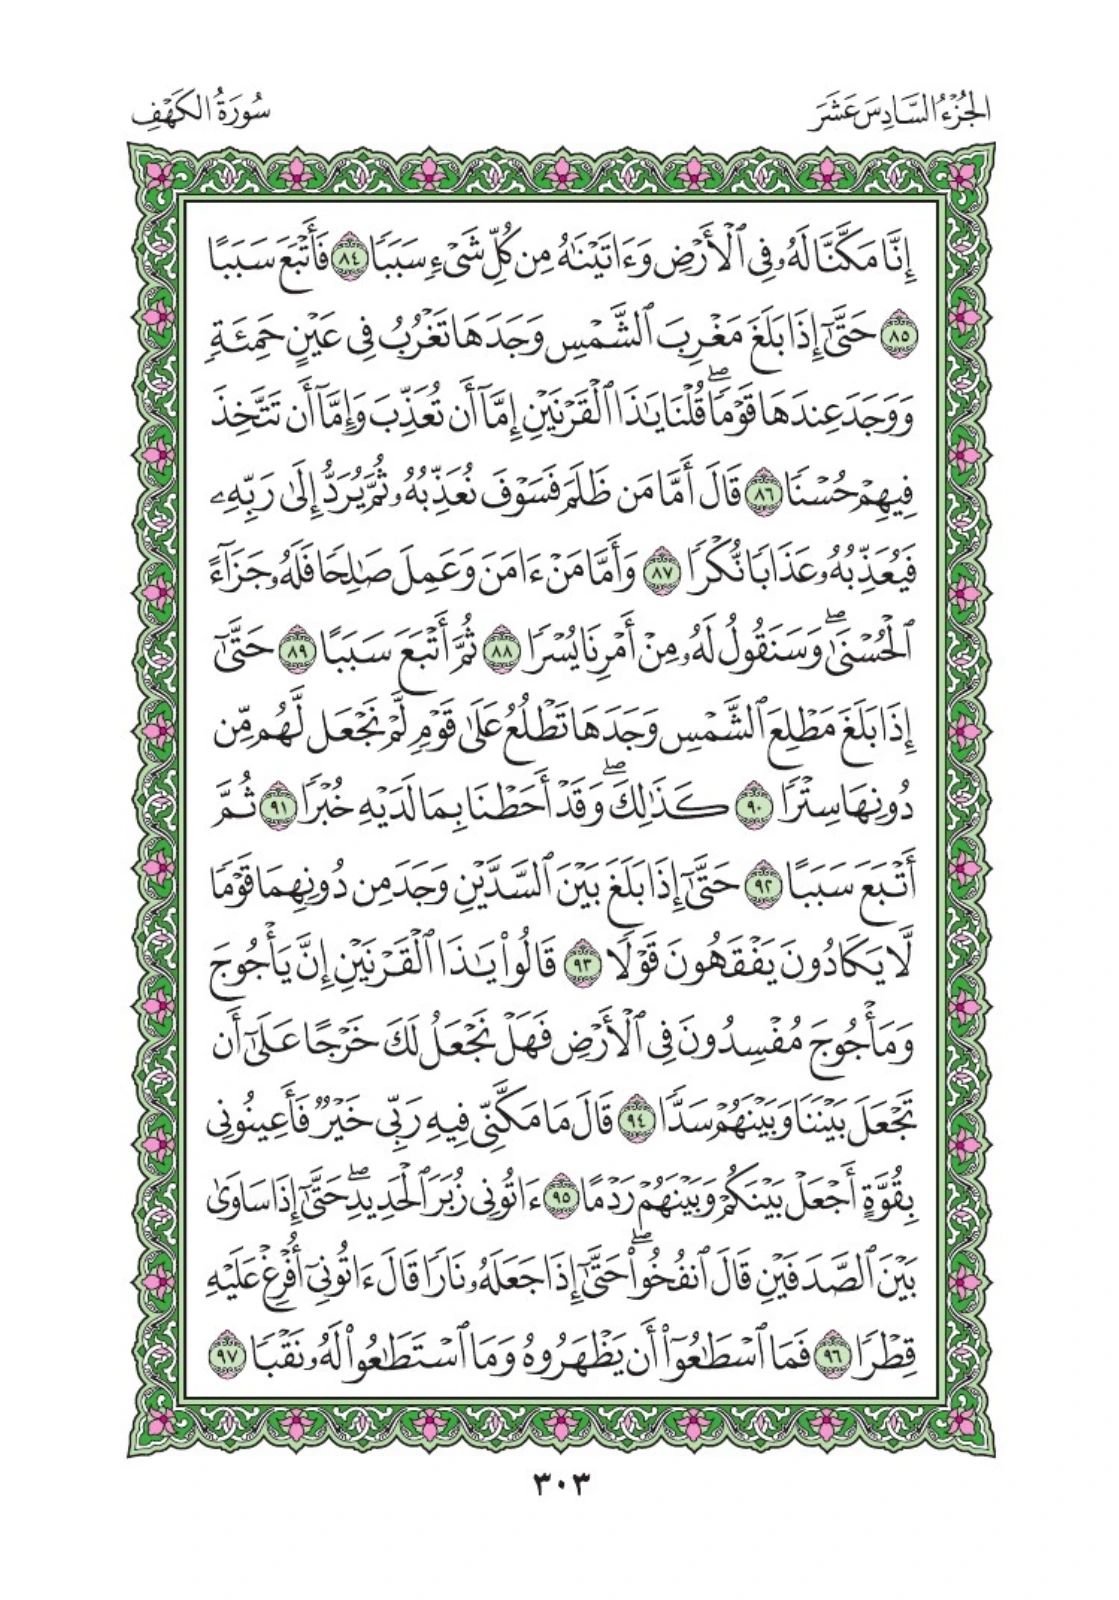 الجُزْءُ السَّادِسَ عَشَرَ
سُورَةُ الكَهْفِ
إِنَّا مَكَّنَّا لَهُۥ فِي ٱلْأَرْضِ وَءَاتَيْنَٰهُ مِن كُلِّ شَيْءٖ سَبَبٗا ٨٤ فَأَتْبَعَ سَبَبًا
٨٥ حَتَّىٰٓ إِذَا بَلَغَ مَغْرِبَ ٱلشَّمْسِ وَجَدَهَا تَغْرُبُ فِي عَيْنٍ حَمِئَةٖ
وَوَجَدَ عِندَهَا قَوْمٗاۖ قُلْنَا يَٰذَا ٱلْقَرْنَيْنِ إِمَّآ أَن تُعَذِّبَ وَإِمَّآ أَن تَتَّخِذَ
فِيهِمْ حُسْنٗا ٨٦ قَالَ أَمَّا مَن ظَلَمَ فَسَوْفَ نُعَذِّبُهُۥ ثُمَّ يُرَدُّ إِلَىٰ رَبِّهِۦ
فَيُعَذِّبُهُۥ عَذَابٗا نُّكْرٗا ٨٧ وَأَمَّا مَنْ ءَامَنَ وَعَمِلَ صَٰلِحٗا فَلَهُۥ جَزَآءً
ٱلْحُسْنَىٰۖ وَسَنَقُولُ لَهُۥ مِنْ أَمْرِنَا يُسْرٗا ٨٨ ثُمَّ أَتْبَعَ سَبَبًا ٨٩ حَتَّىٰٓ
إِذَا بَلَغَ مَطْلِعَ ٱلشَّمْسِ وَجَدَهَا تَطْلُعُ عَلَىٰ قَوْمٖ لَّمْ نَجْعَل لَّهُم مِّن
دُونِهَا سِتْرٗا ٩٠ كَذَٰلِكَۖ وَقَدْ أَحَطْنَا بِمَا لَدَيْهِ خُبْرٗا ٩١ ثُمَّ
أَتْبَعَ سَبَبًا ٩٢ حَتَّىٰٓ إِذَا بَلَغَ بَيْنَ ٱلسَّدَّيْنِ وَجَدَ مِن دُونِهِمَا قَوْمٗا
لَّا يَكَادُونَ يَفْقَهُونَ قَوْلٗا ٩٣ قَالُوا۟ يَٰذَا ٱلْقَرْنَيْنِ إِنَّ يَأْجُوجَ
وَمَأْجُوجَ مُفْسِدُونَ فِي ٱلْأَرْضِ فَهَلْ نَجْعَلُ لَكَ خَرْجًا عَلَىٰٓ أَن
تَجْعَلَ بَيْنَنَا وَبَيْنَهُمْ سَدّٗا ٩٤ قَالَ مَا مَكَّنِّي فِيهِ رَبِّي خَيْرٞ فَأَعِينُونِي
بِقُوَّةٍ أَجْعَلْ بَيْنَكُمْ وَبَيْنَهُمْ رَدْمًا ٩٥ ءَاتُونِي زُبَرَ ٱلْحَدِيدِۖ حَتَّىٰٓ إِذَا سَاوَىٰ
بَيْنَ ٱلصَّدَفَيْنِ قَالَ ٱنفُخُوا۟ۖ حَتَّىٰٓ إِذَا جَعَلَهُۥ نَارٗا قَالَ ءَاتُونِيٓ أُفْرِغْ عَلَيْهِ
قِطْرٗا ٩٦ فَمَا ٱسْطَٰعُوٓا۟ أَن يَظْهَرُوهُ وَمَا ٱسْتَطَٰعُوا۟ لَهُۥ نَقْبٗا ٩٧
٣٠٣